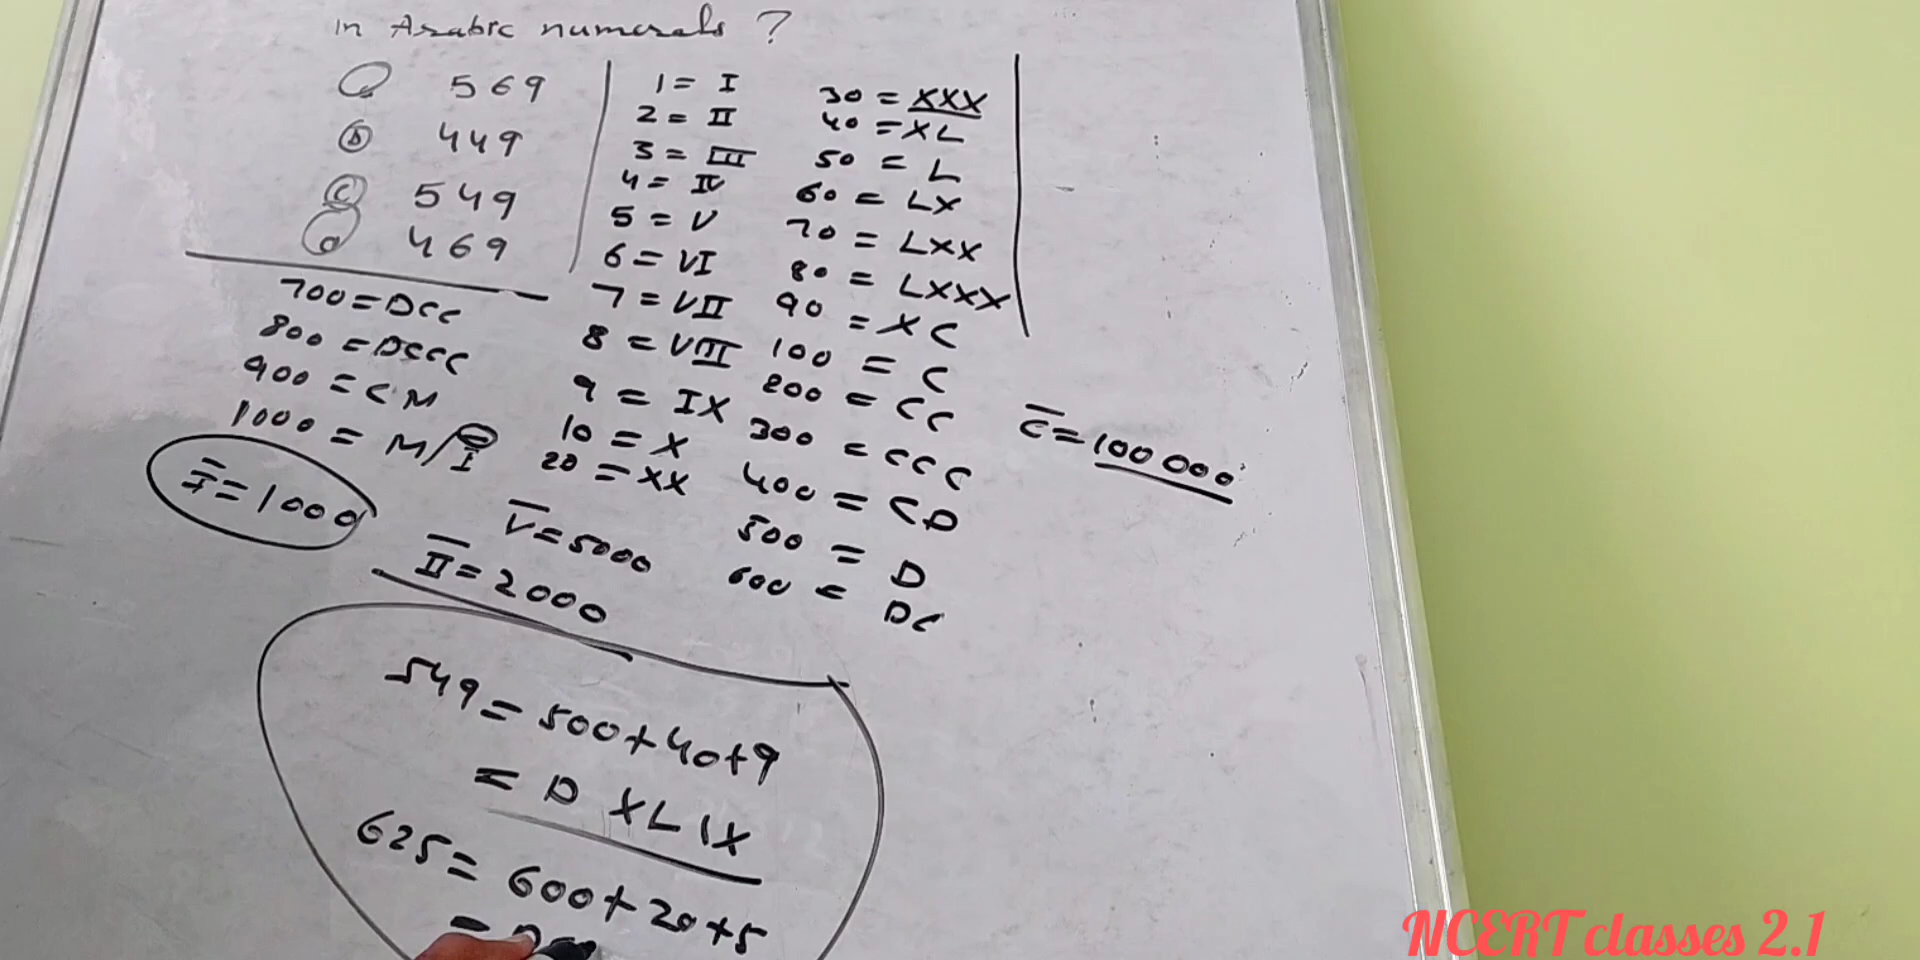 in Arabic numerals ?
569
(b) 449
(c) 549
469
1 = I
2 = II
3 = III
4 = IV
5 = V
6 = VI
7 = VII
8 = VIII
9 = IX
10 = X
20 = XX
30 = XXX
40 = XL
50 = L
60 = LX
70 = LXX
80 = LXXX
90 = XC
100 = C
200 = CC
300 = CCC
400 = CD
500 = D
600 = DC
700 = DCC
800 = DCCC
900 = CM
1000 = M/I̅
I̅ = 1000
V̅ = 5000
II̅ = 2000
C̅ = 100 000
549 = 500 + 40 + 9
= D XL IX
625 = 600 + 20 + 5
=
NCERT classes 2.1